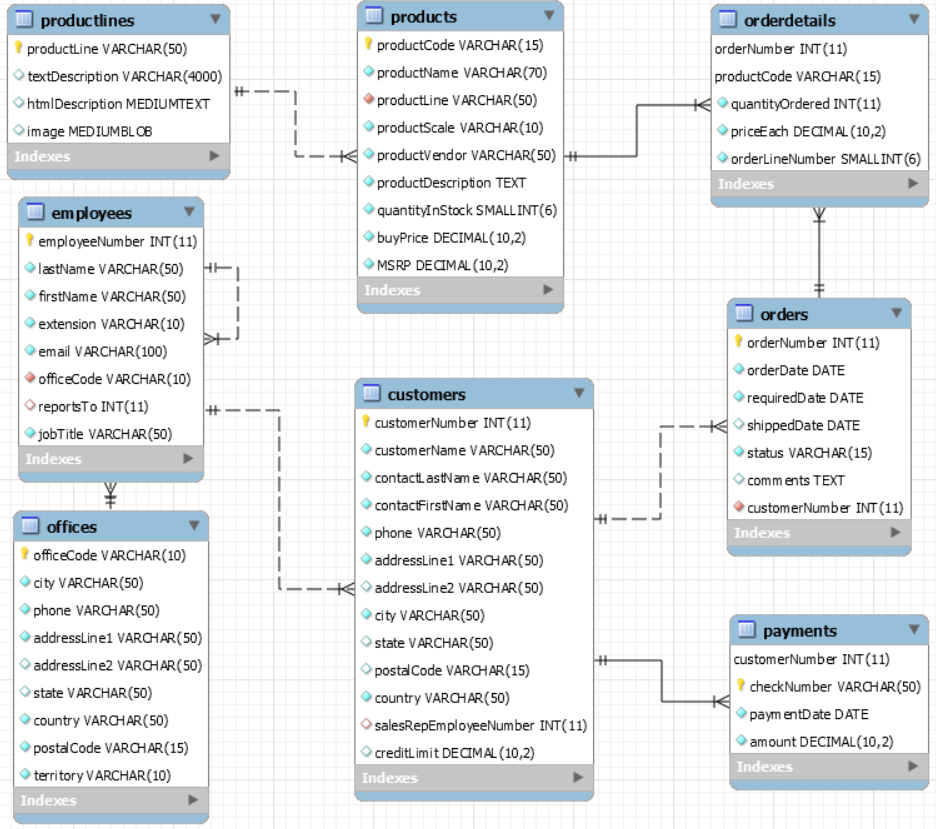 productlines
productLine VARCHAR(50)
textDescription VARCHAR(4000)
htmlDescription MEDIUMTEXT
image MEDIUMBLOB
Indexes
products
productCode VARCHAR(15)
productName VARCHAR(70)
productLine VARCHAR(50)
productScale VARCHAR(10)
productVendor VARCHAR(50)
productDescription TEXT
quantityInStock SMALLINT(6)
buyPrice DECIMAL(10,2)
MSRP DECIMAL(10,2)
Indexes
orderdetails
orderNumber INT(11)
productCode VARCHAR(15)
quantityOrdered INT(11)
priceEach DECIMAL(10,2)
orderLineNumber SMALLINT(6)
Indexes
employees
employeeNumber INT(11)
lastName VARCHAR(50)
firstName VARCHAR(50)
extension VARCHAR(10)
email VARCHAR(100)
officeCode VARCHAR(10)
reportsTo INT(11)
jobTitle VARCHAR(50)
Indexes
customers
customerNumber INT(11)
customerName VARCHAR(50)
contactLastName VARCHAR(50)
contactFirstName VARCHAR(50)
phone VARCHAR(50)
addressLine1 VARCHAR(50)
addressLine2 VARCHAR(50)
city VARCHAR(50)
state VARCHAR(50)
postalCode VARCHAR(15)
country VARCHAR(50)
salesRepEmployeeNumber INT(11)
creditLimit DECIMAL(10,2)
Indexes
orders
orderNumber INT(11)
orderDate DATE
requiredDate DATE
shippedDate DATE
status VARCHAR(15)
comments TEXT
customerNumber INT(11)
Indexes
offices
officeCode VARCHAR(10)
city VARCHAR(50)
phone VARCHAR(50)
addressLine1 VARCHAR(50)
addressLine2 VARCHAR(50)
state VARCHAR(50)
country VARCHAR(50)
postalCode VARCHAR(15)
territory VARCHAR(10)
Indexes
payments
customerNumber INT(11)
checkNumber VARCHAR(50)
paymentDate DATE
amount DECIMAL(10,2)
Indexes